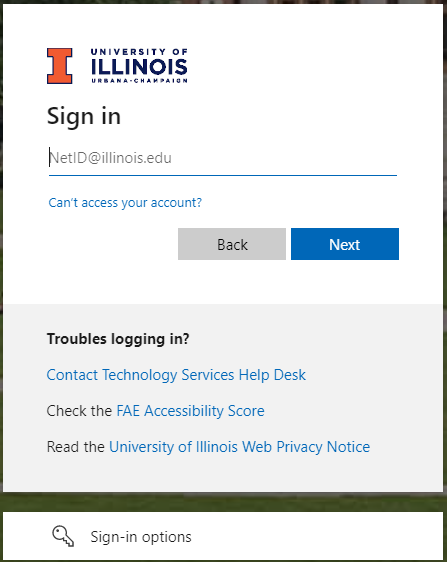 UNIVERSITY OF
ILLINOIS
URBANA-CHAMPAIGN
Sign in
NetID@illinois.edu
Can't access your account?
Back
Next
Troubles logging in?
Contact Technology Services Help Desk
Check the FAE Accessibility Score
Read the University of Illinois Web Privacy Notice
Sign-in options